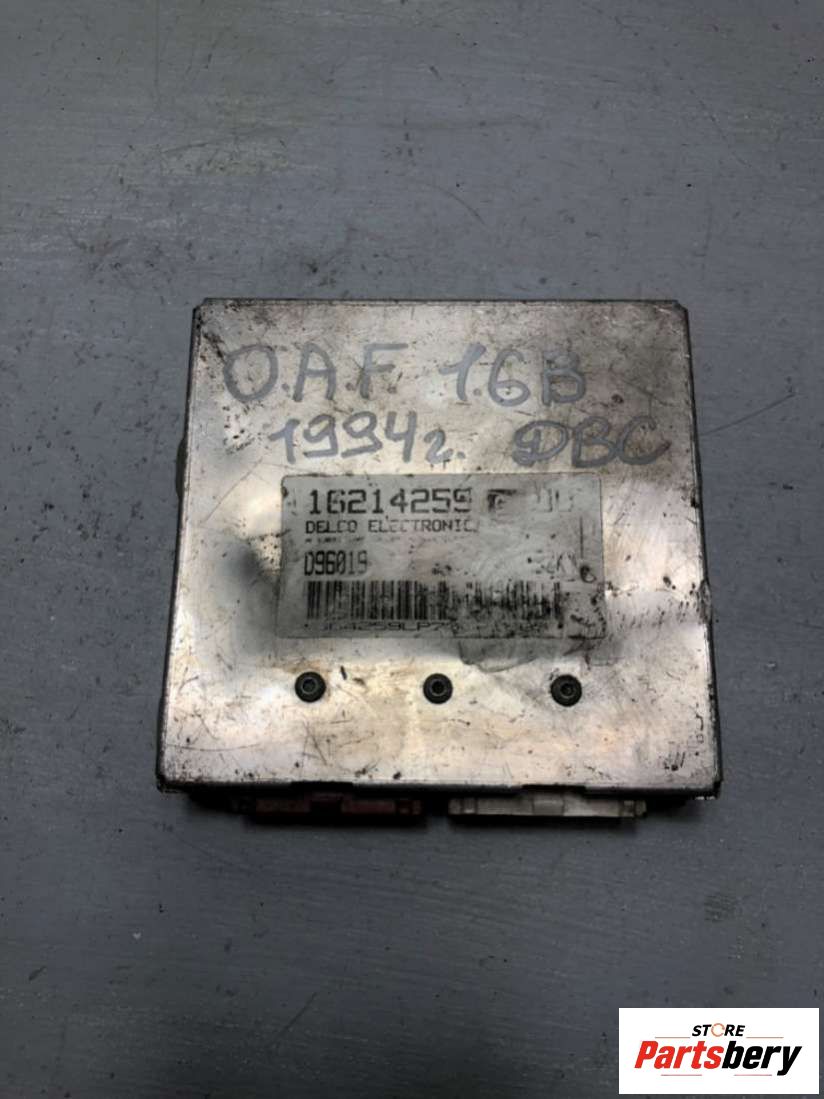 O.A.F 1.6B
1994г. DBC
16214259
DELCO ELECTRONIC
D96019
STORE
Partsbery